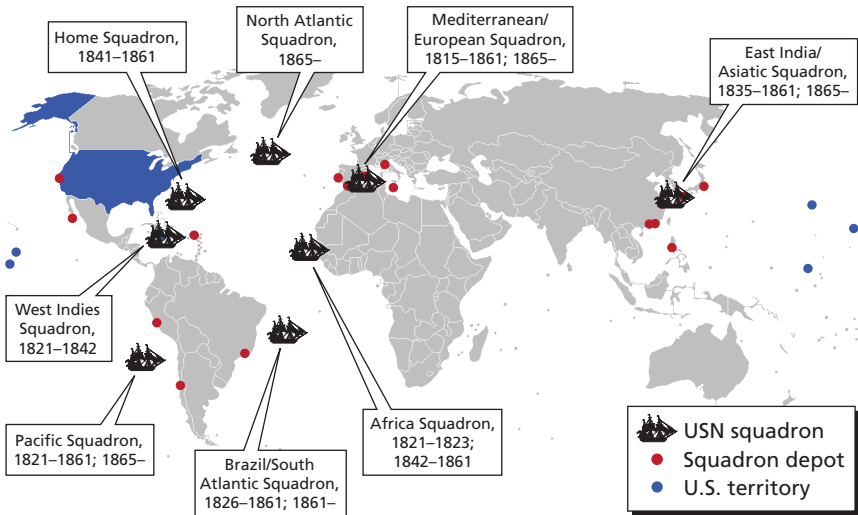 Home Squadron,
1841–1861
North Atlantic
Squadron,
1865–
Mediterranean/
European Squadron,
1815–1861; 1865–
East India/
Asiatic Squadron,
1835–1861; 1865–
West Indies
Squadron,
1821–1842
Pacific Squadron,
1821–1861; 1865–
Brazil/South
Atlantic Squadron,
1826–1861; 1861–
Africa Squadron,
1821–1823;
1842–1861
USN squadron
Squadron depot
U.S. territory